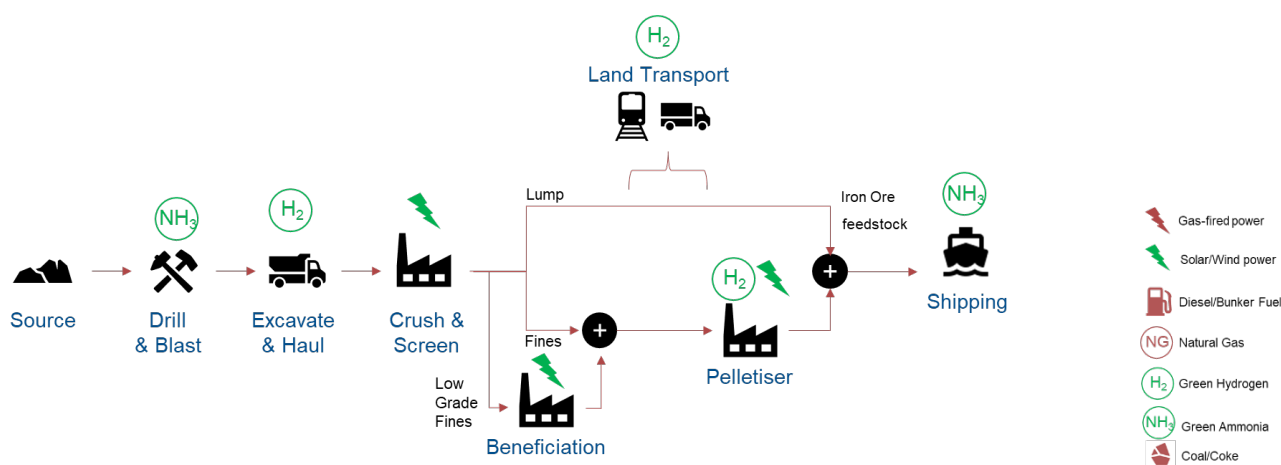 H₂
Land Transport
Lump
Iron Ore
feedstock
NH₃
H₂
NH₃
Source
Drill
& Blast
Excavate
& Haul
Crush &
Screen
Fines
Low
Grade
Fines
Beneficiation
H₂
Pelletiser
Shipping
Gas-fired power
Solar/Wind power
Diesel/Bunker Fuel
NG Natural Gas
H₂ Green Hydrogen
NH₃ Green Ammonia
Coal/Coke